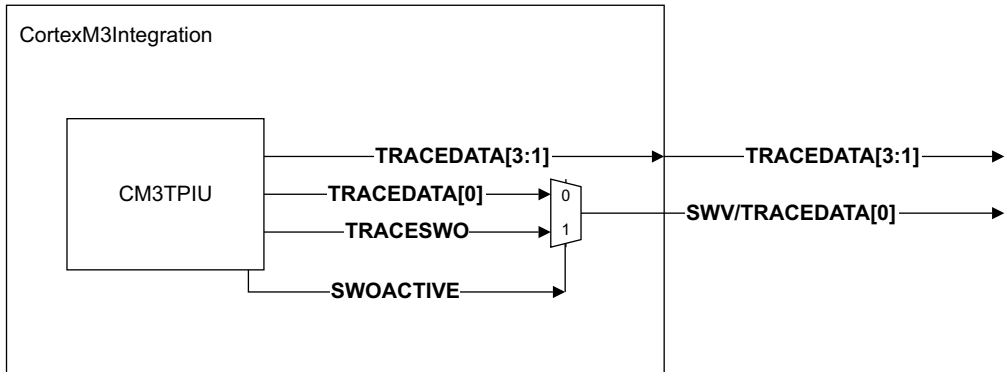 CortexM3Integration
TRACEDATA[3:1]
TRACEDATA[3:1]
CM3TPIU
TRACEDATA[0]
0
SWV/TRACEDATA[0]
TRACESWO
1
SWOACTIVE